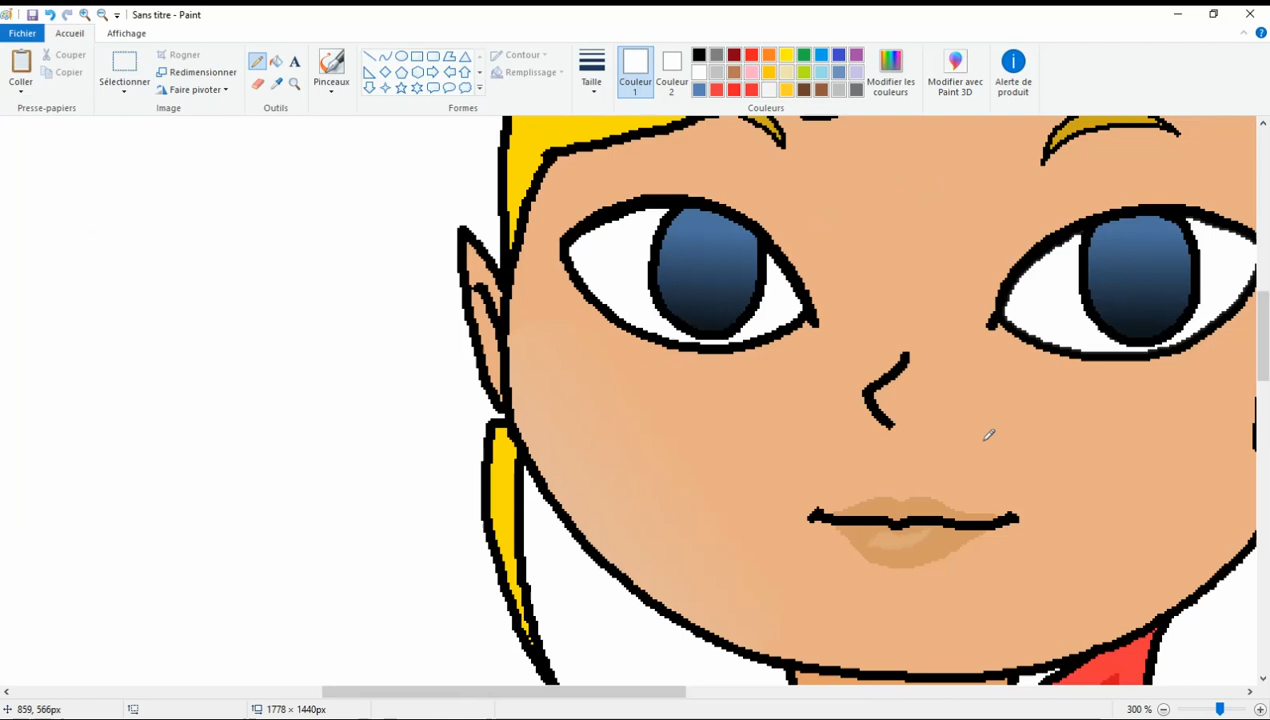 Sans titre - Paint
Fichier Accueil Affichage
Coller
Couper
Copier
Presse-papiers
Sélectionner
Rogner
Redimensionner
Faire pivoter
Image
A
Outils
Pinceaux
Contour
Remplissage
Formes
Taille
Couleur 1
Couleur 2
Modifier les couleurs
Couleurs
Modifier avec Paint 3D
Alerte de produit
859, 566px
1778 × 1440px
300 %